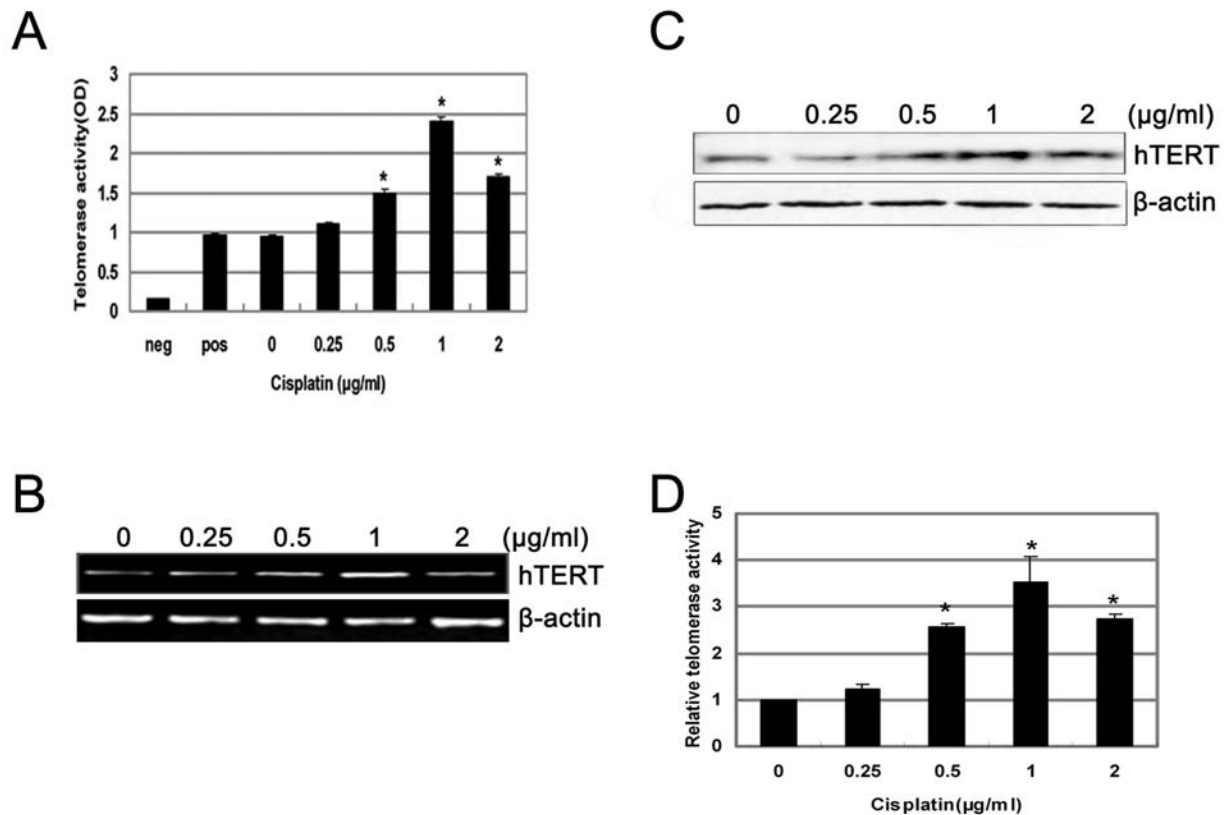 A
Telomerase activity(OD)
3
2.5
2
1.5
1
0.5
0
*
*
*
neg pos 0 0.25 0.5 1 2
Cisplatin (µg/ml)
C
0 0.25 0.5 1 2 (µg/ml)
hTERT
β-actin
B
0 0.25 0.5 1 2 (µg/ml)
hTERT
β-actin
D
Relative telomerase activity
5
4
3
2
1
0
*
*
*
0 0.25 0.5 1 2
Cisplatin(µg/ml)